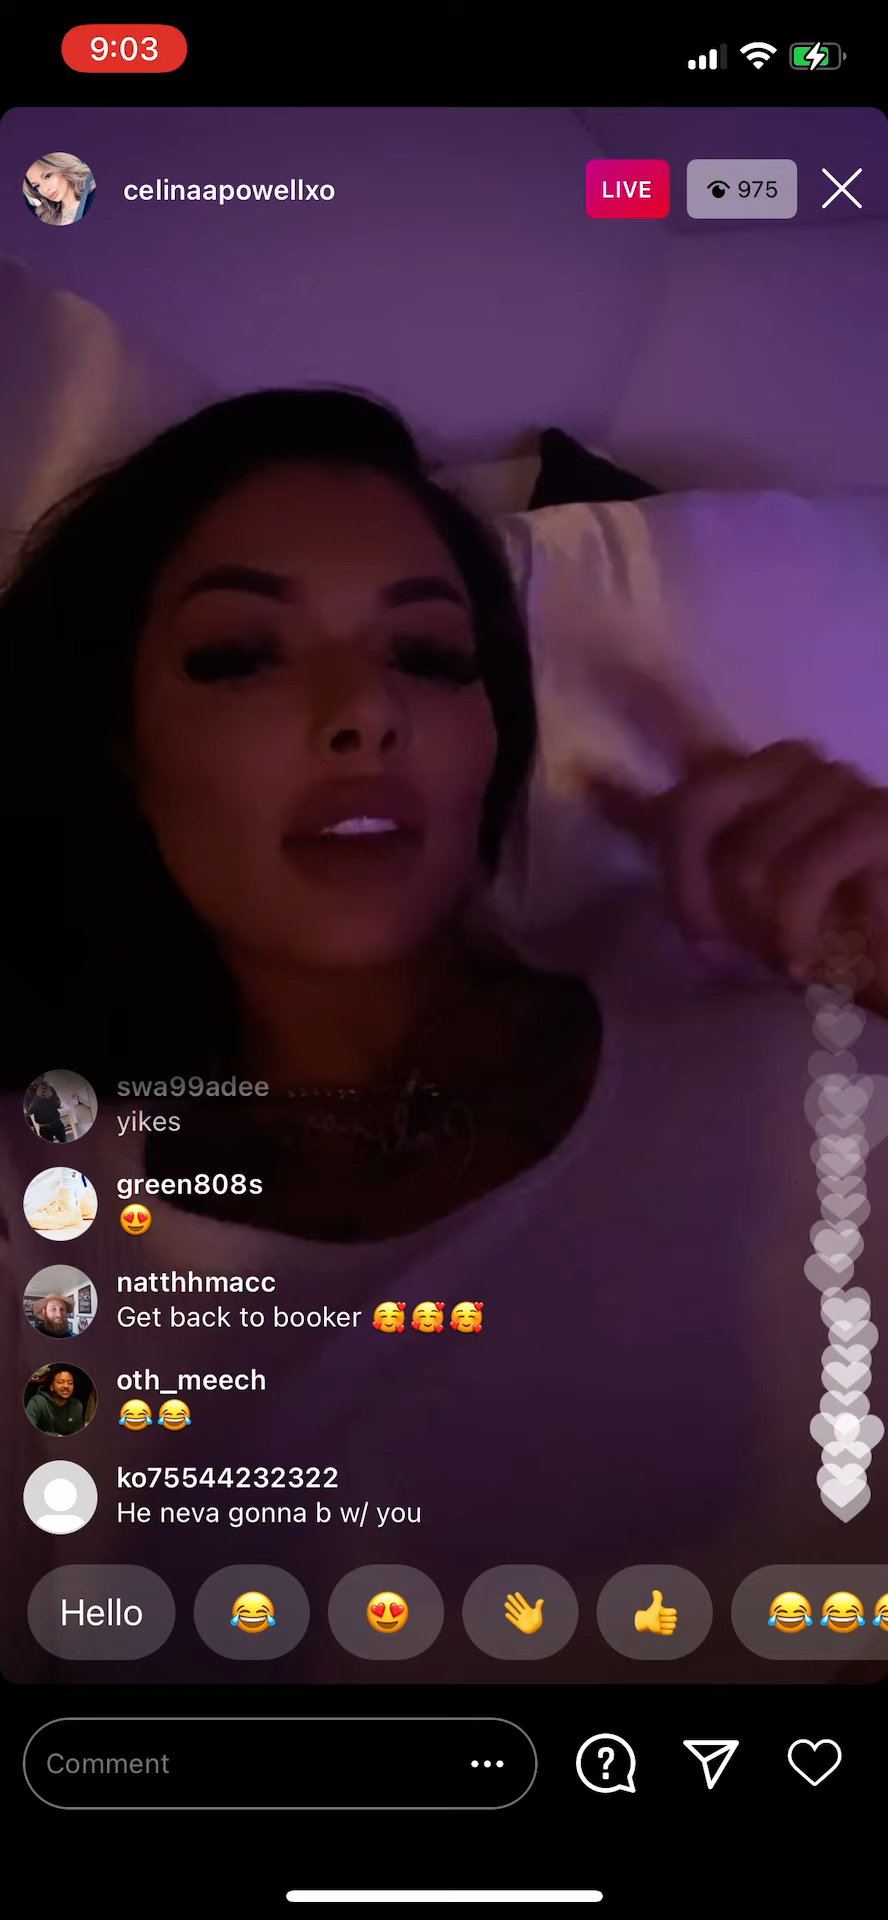 9:03
celinaapowellxo
LIVE
975
swa99adee
yikes
green808s
😍
natthhmacc
Get back to booker 🥰🥰🥰
oth_meech
😂😂
ko75544232322
He neva gonna b w/ you
Hello
Comment